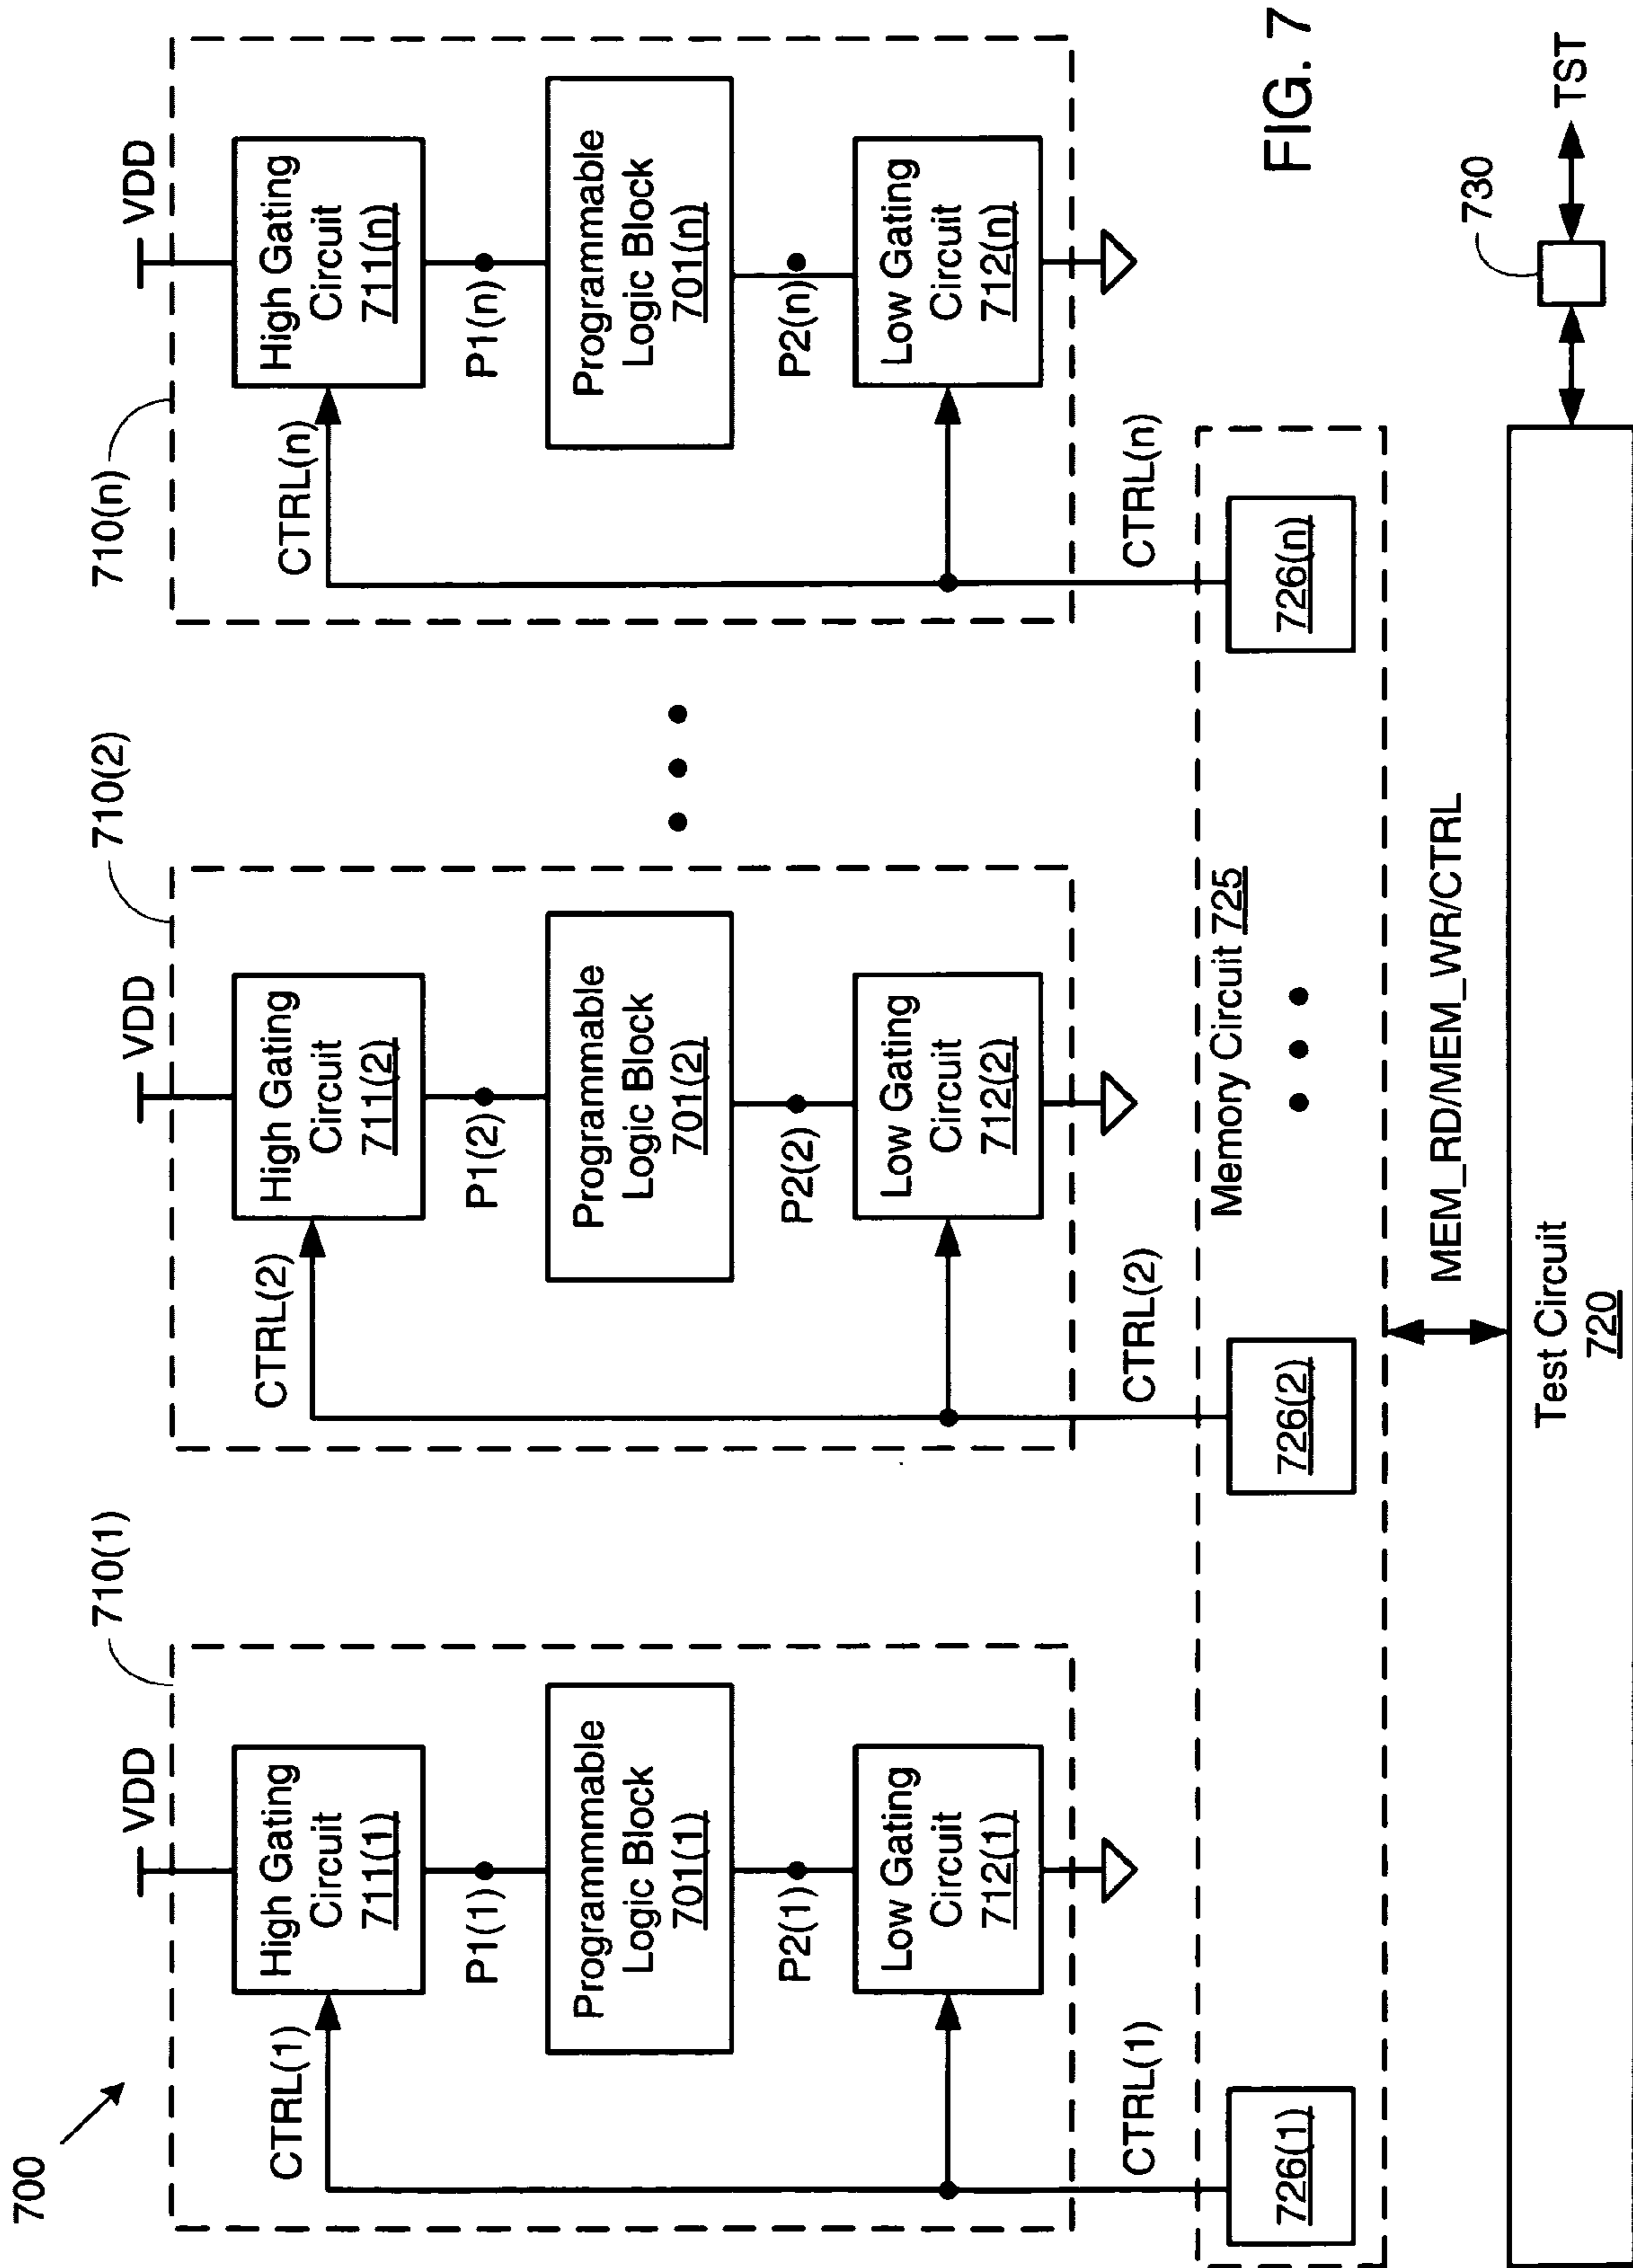 700
710(1)
VDD
High Gating
Circuit
711(1)
CTRL(1)
P1(1)
Programmable
Logic Block
701(1)
P2(1)
Low Gating
Circuit
712(1)
CTRL(1)
726(1)
710(2)
VDD
High Gating
Circuit
711(2)
CTRL(2)
P1(2)
Programmable
Logic Block
701(2)
P2(2)
Low Gating
Circuit
712(2)
CTRL(2)
726(2)
710(n)
VDD
High Gating
Circuit
711(n)
CTRL(n)
P1(n)
Programmable
Logic Block
701(n)
P2(n)
Low Gating
Circuit
712(n)
CTRL(n)
726(n)
Memory Circuit 725
MEM_RD/MEM_WR/CTRL
Test Circuit
720
730
TST
FIG. 7